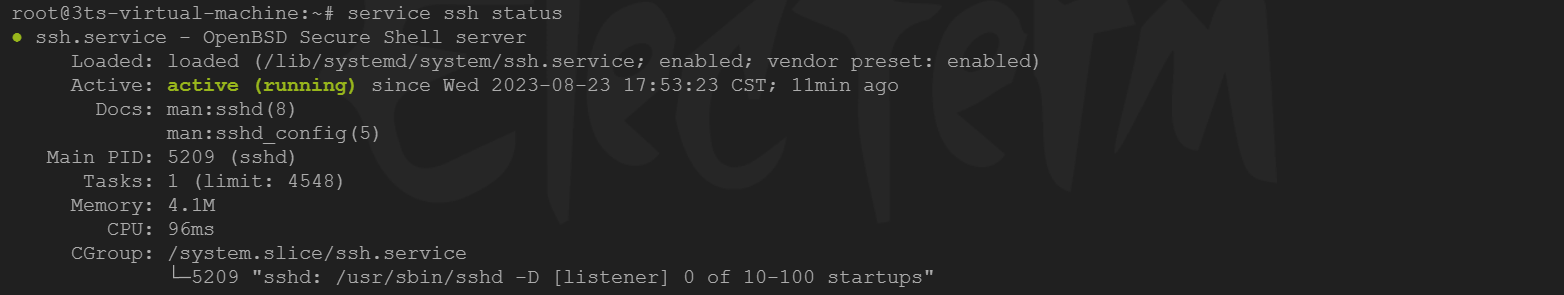 root@3ts-virtual-machine:~# service ssh status
● ssh.service - OpenBSD Secure Shell server
     Loaded: loaded (/lib/systemd/system/ssh.service; enabled; vendor preset: enabled)
     Active: active (running) since Wed 2023-08-23 17:53:23 CST; 11min ago
       Docs: man:sshd(8)
             man:sshd_config(5)
   Main PID: 5209 (sshd)
      Tasks: 1 (limit: 4548)
     Memory: 4.1M
        CPU: 96ms
     CGroup: /system.slice/ssh.service
             └─5209 "sshd: /usr/sbin/sshd -D [listener] 0 of 10-100 startups"
electerm